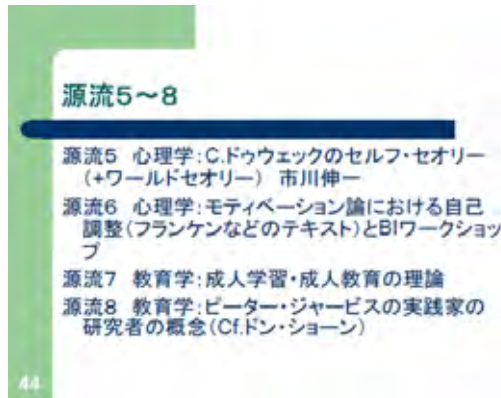 源流5～8
源流5 心理学:C.ドゥウェックのセルフ・セオリー
(+ワールドセオリー) 市川伸一
源流6 心理学:モティベーション論における自己
調整(フランケンなどのテキスト)とBIワークショッ
プ
源流7 教育学:成人学習・成人教育の理論
源流8 教育学:ピーター・ジャービスの実践家の
研究者の概念(Cf.ドン・ショーン)
44